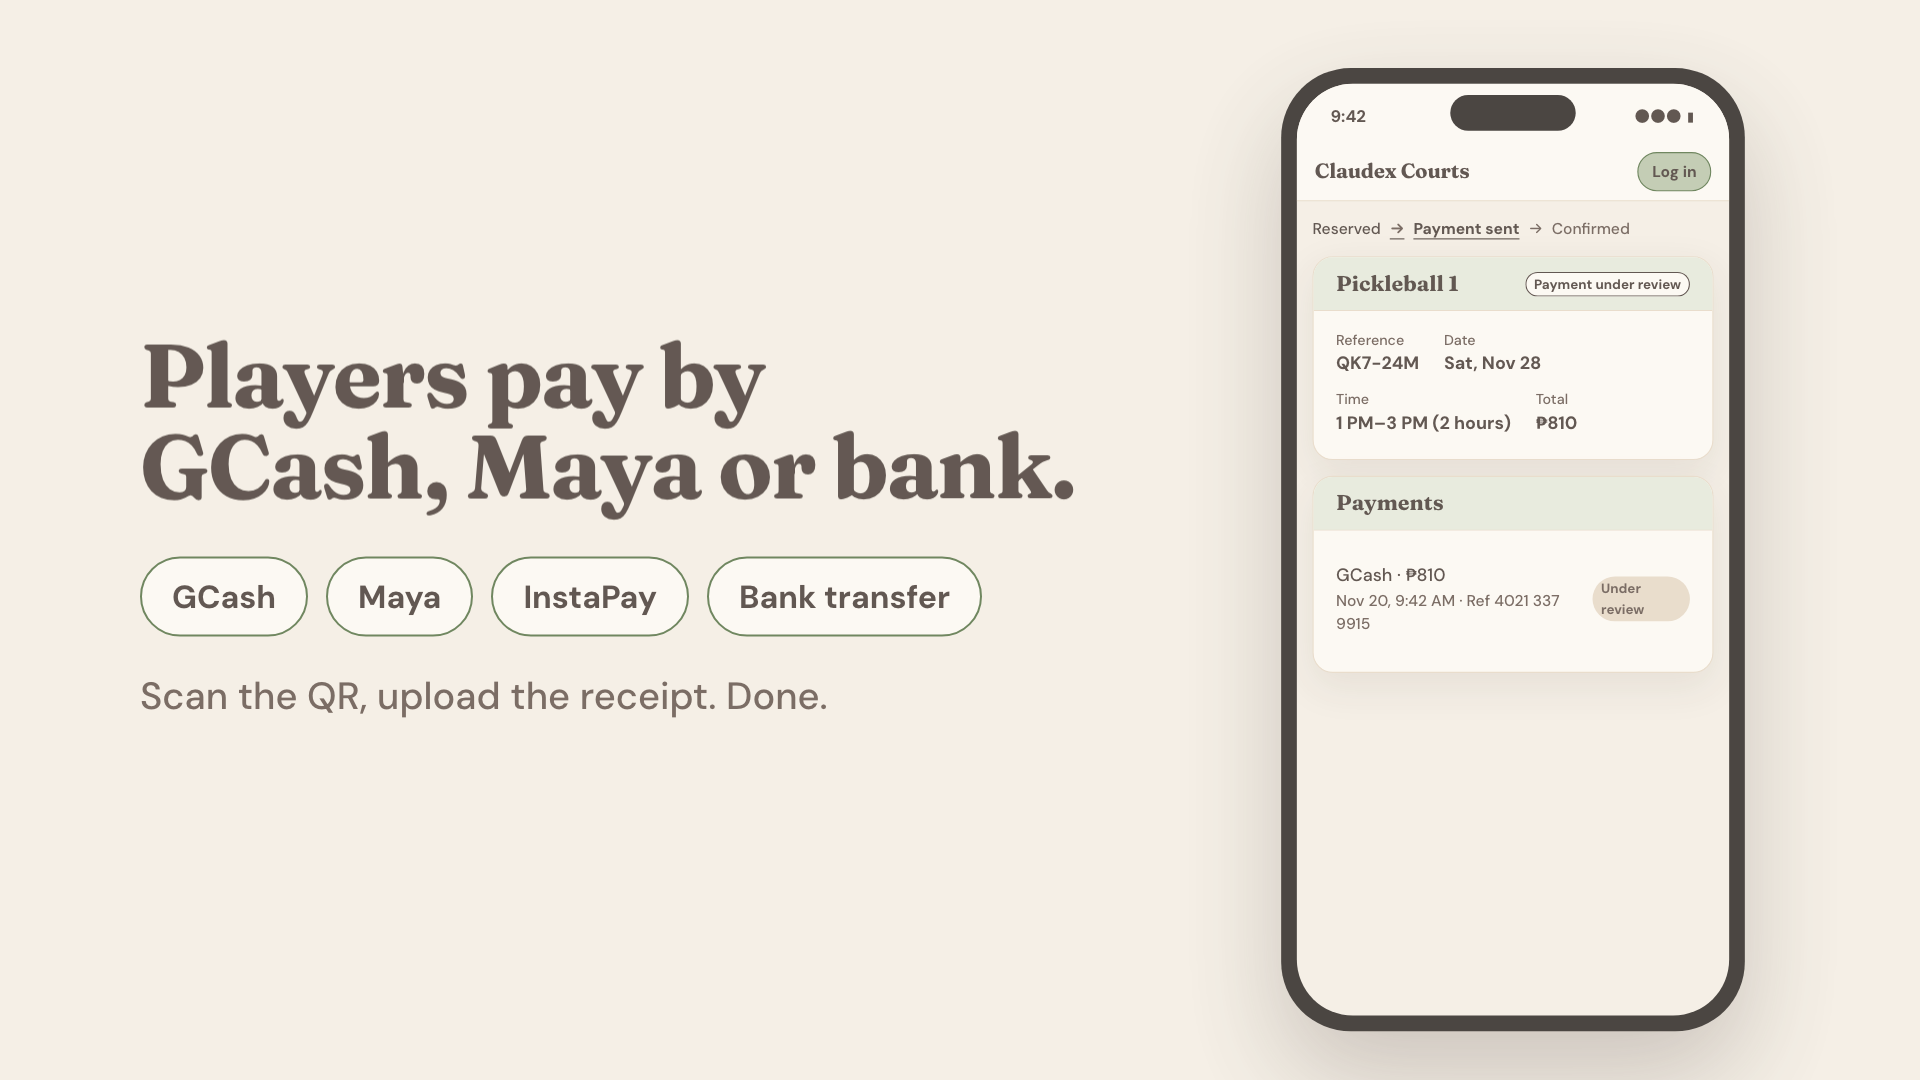 Players pay by
GCash, Maya or bank.
GCash
Maya
InstaPay
Bank transfer
Scan the QR, upload the receipt. Done.
9:42
Claudex Courts
Log in
Reserved → Payment sent → Confirmed
Pickleball 1
Payment under review
Reference
Date
QK7-24M
Sat, Nov 28
Time
Total
1 PM–3 PM (2 hours)
₱810
Payments
GCash · ₱810
Nov 20, 9:42 AM · Ref 4021 337
9915
Under
review